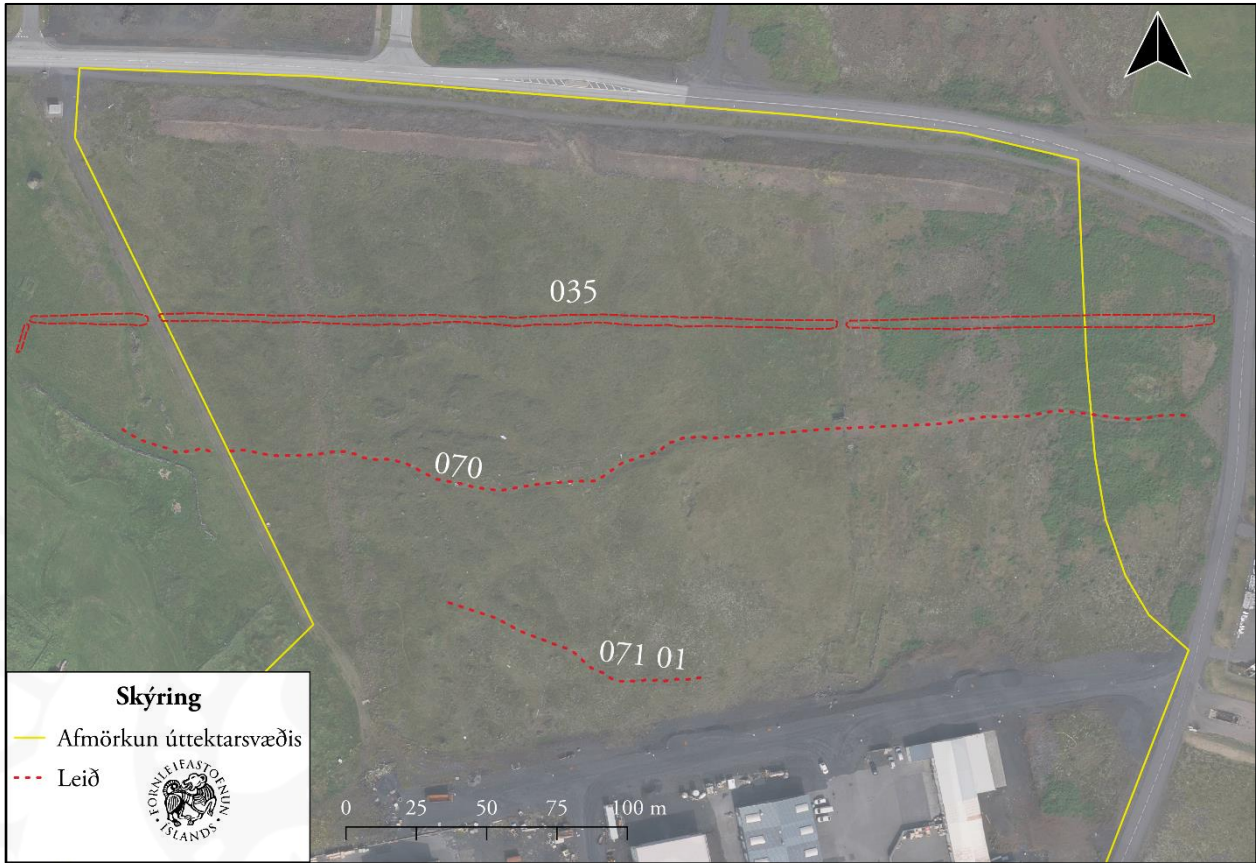 035
070
071 01
Skýring
Afmörkun úttektarsvæðis
Leið
FORNLEIFASTOFNUN ÍSLANDS
0 25 50 75 100 m